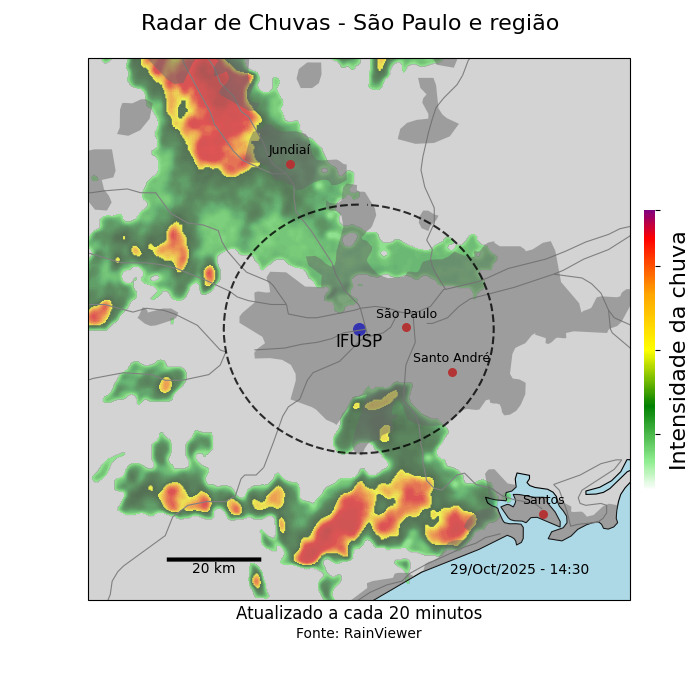 Radar de Chuvas - São Paulo e região
Jundiaí
São Paulo
IFUSP
Santo André
Santos
20 km
29/Oct/2025 - 14:30
Intensidade da chuva
Atualizado a cada 20 minutos
Fonte: RainViewer